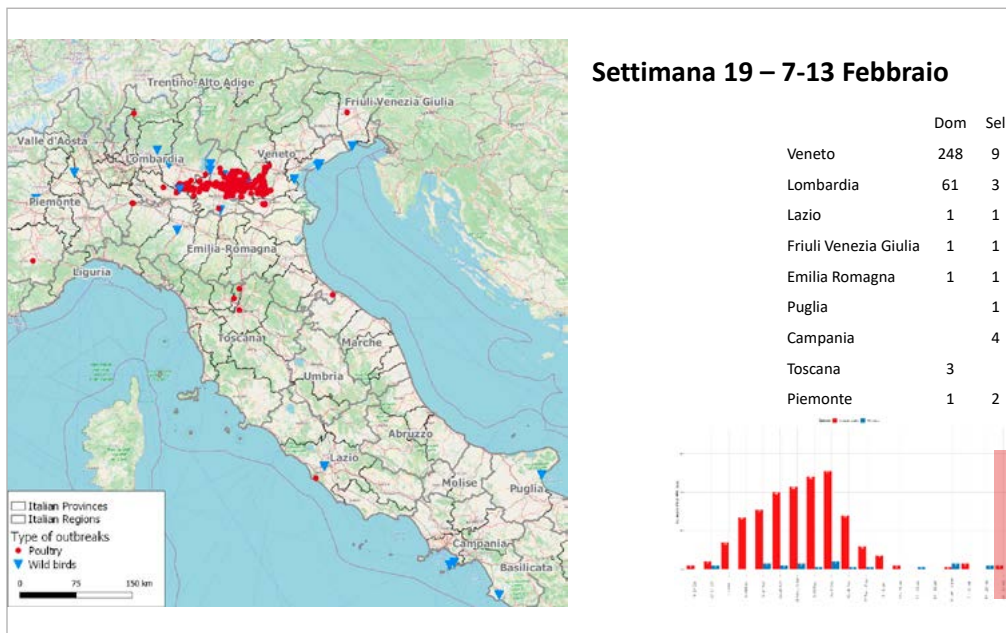 Settimana 19 – 7-13 Febbraio
Dom Sel
Veneto 248 9
Lombardia 61 3
Lazio 1 1
Friuli Venezia Giulia 1 1
Emilia Romagna 1 1
Puglia 1
Campania 4
Toscana 3
Piemonte 1 2
Trentino-Alto Adige
Friuli-Venezia Giulia
Valle d'Aosta
Lombardia
Veneto
Piemonte
Emilia-Romagna
Liguria
Toscana
Marche
Umbria
Abruzzo
Lazio
Molise
Puglia
Campania
Basilicata
Italian Provinces
Italian Regions
Type of outbreaks
Poultry
Wild birds
0 75 150 km